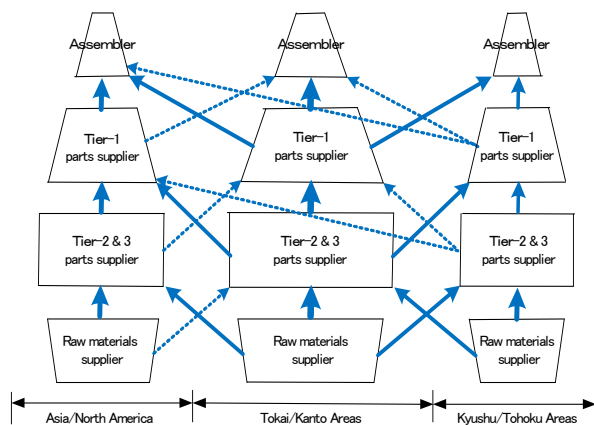 Assembler
Assembler
Assembler
Tier-1
parts supplier
Tier-1
parts supplier
Tier-1
parts supplier
Tier-2 & 3
parts supplier
Tier-2 & 3
parts supplier
Tier-2 & 3
parts supplier
Raw materials
supplier
Raw materials
supplier
Raw materials
supplier
Asia/North America
Tokai/Kanto Areas
Kyushu/Tohoku Areas